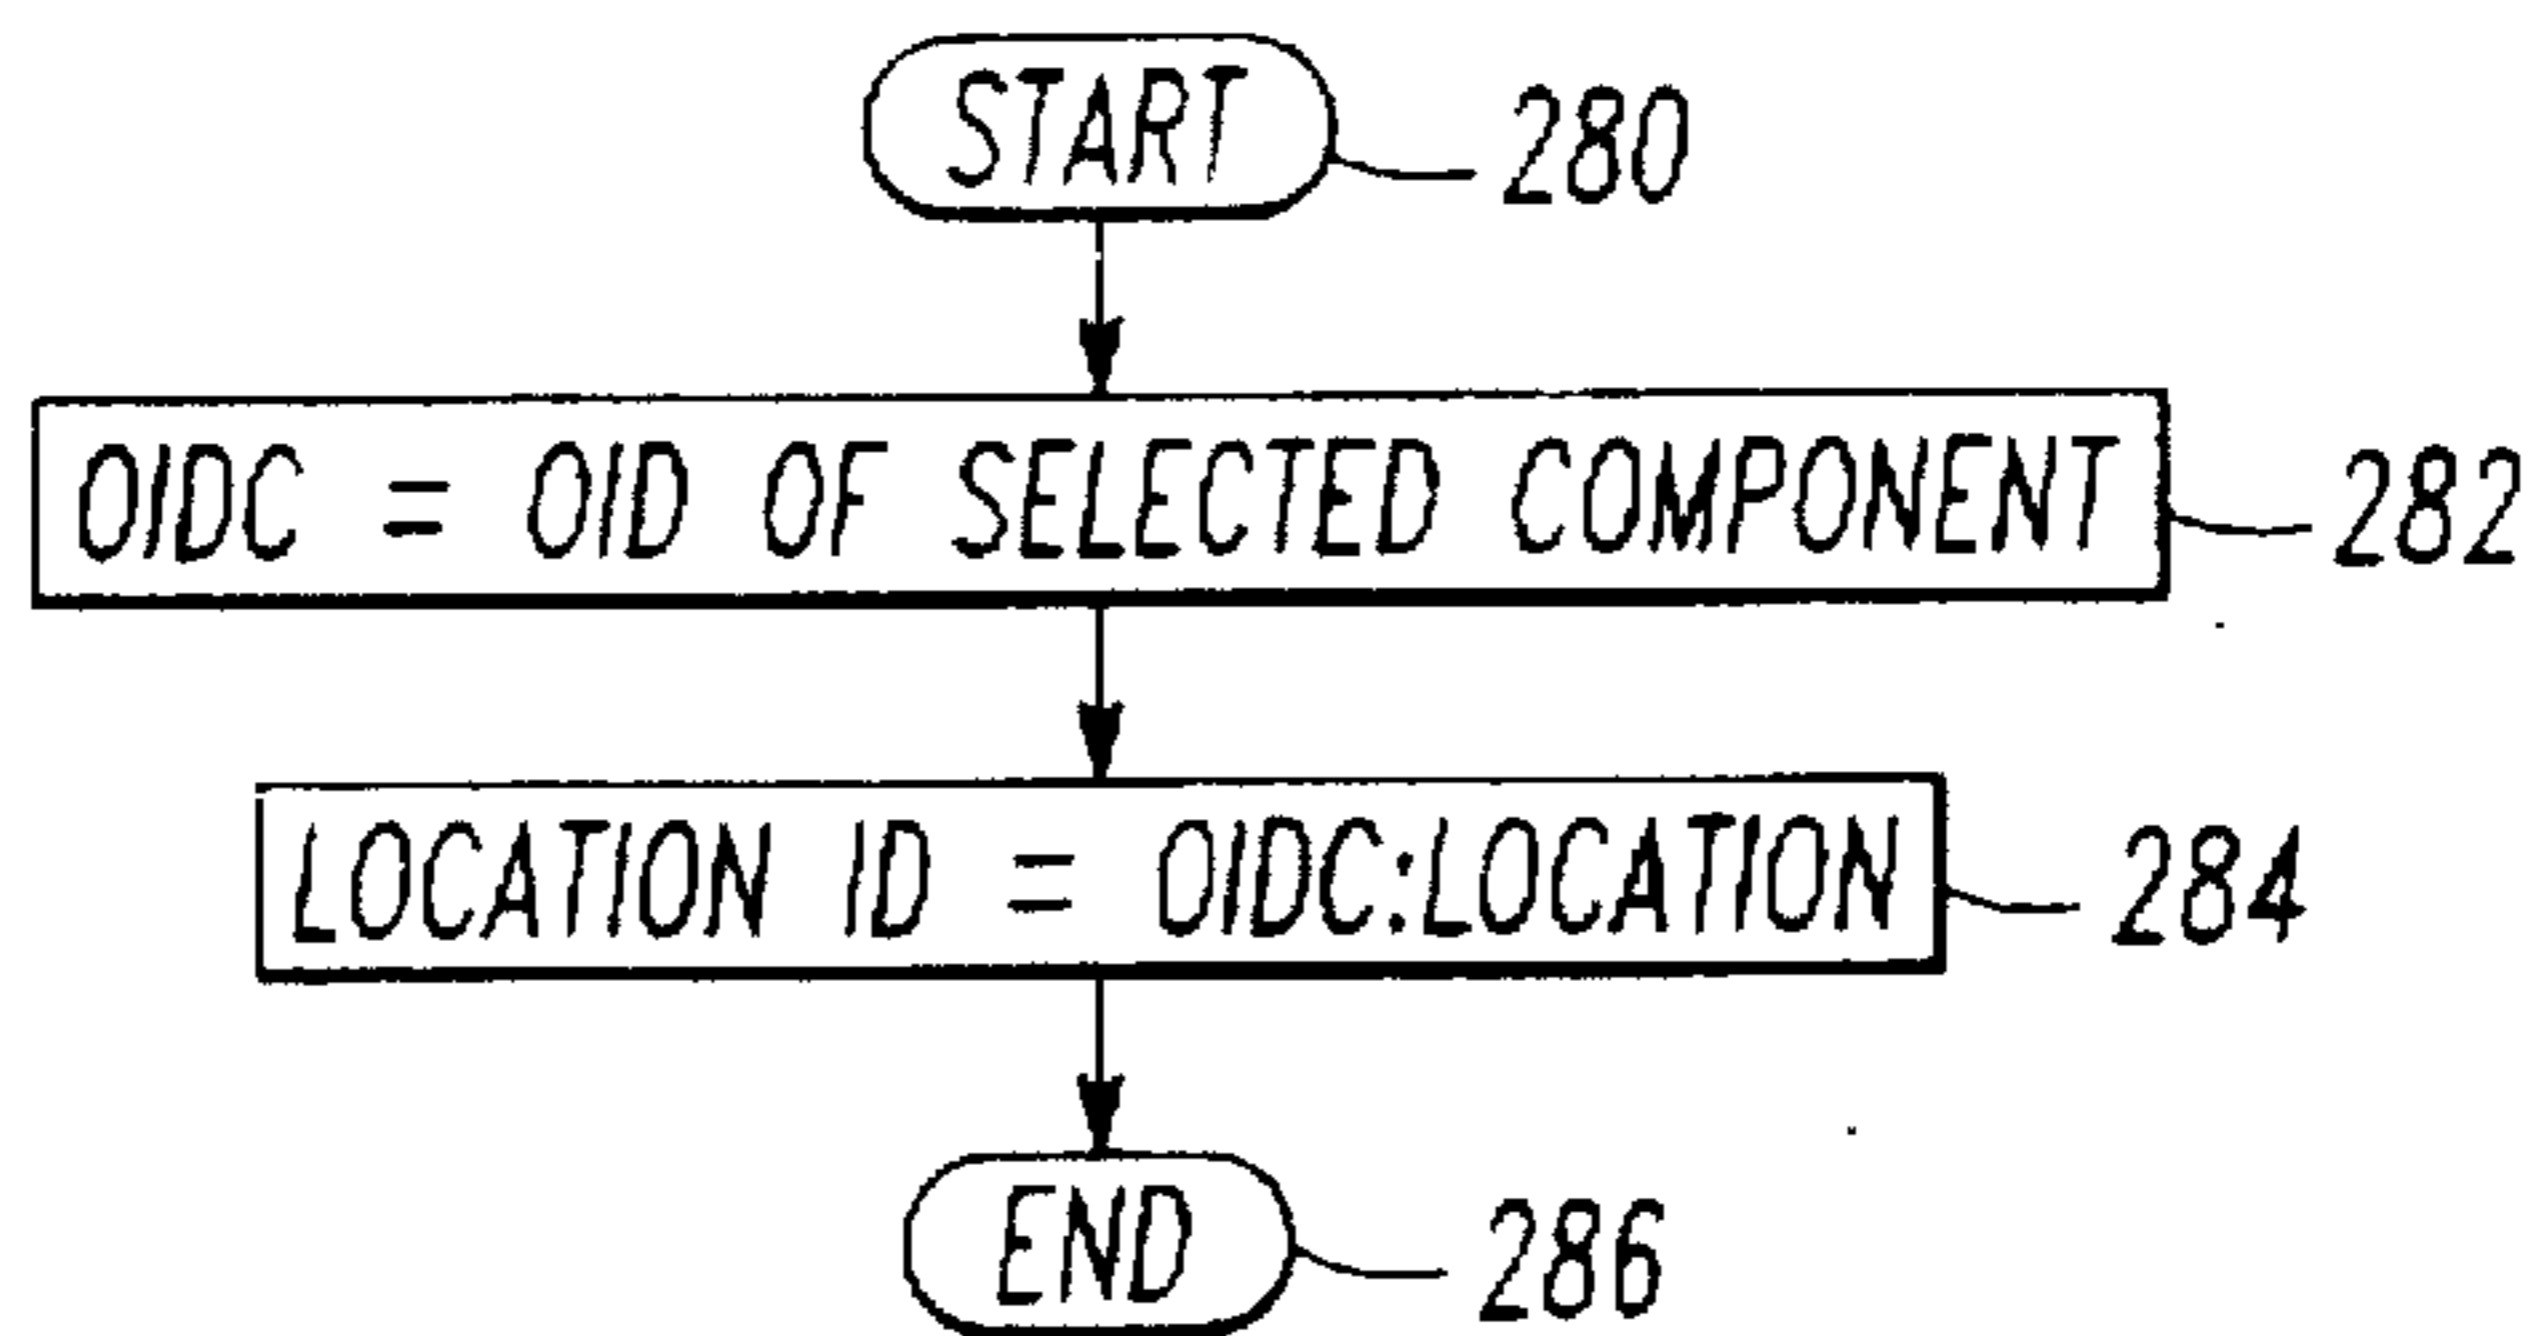 START 280
OIDC = OID OF SELECTED COMPONENT 282
LOCATION ID = OIDC:LOCATION 284
END 286